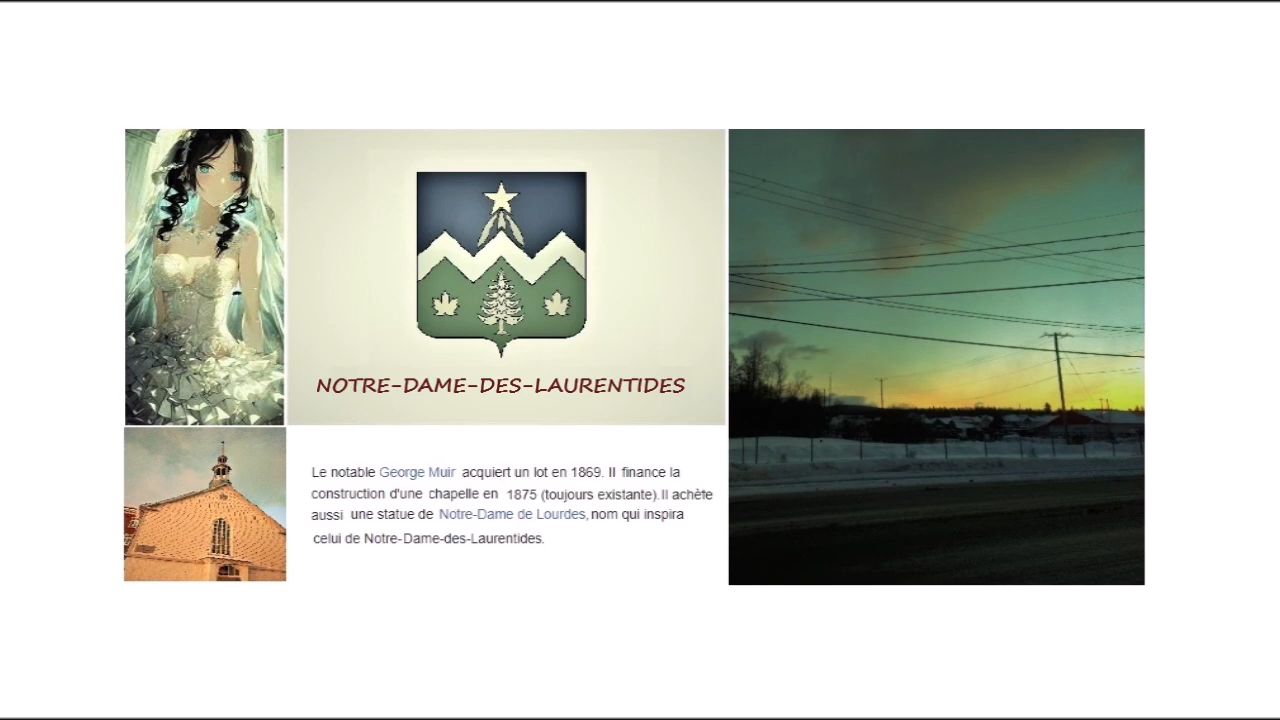 NOTRE-DAME-DES-LAURENTIDES
Le notable George Muir acquiert un lot en 1869. Il finance la
construction d'une chapelle en 1875 (toujours existante).Il achète
aussi une statue de Notre-Dame de Lourdes, nom qui inspira
celui de Notre-Dame-des-Laurentides.